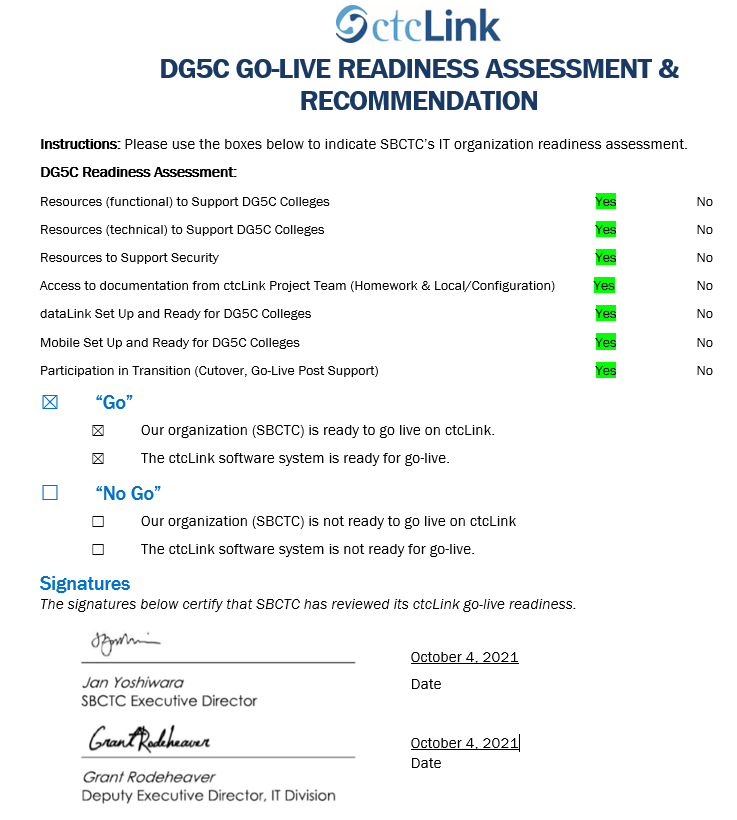 ctcLink
DG5C GO-LIVE READINESS ASSESSMENT &
RECOMMENDATION
Instructions: Please use the boxes below to indicate SBCTC's IT organization readiness assessment.
DG5C Readiness Assessment:
Resources (functional) to Support DG5C Colleges Yes No
Resources (technical) to Support DG5C Colleges Yes No
Resources to Support Security Yes No
Access to documentation from ctcLink Project Team (Homework & Local/Configuration) Yes No
dataLink Set Up and Ready for DG5C Colleges Yes No
Mobile Set Up and Ready for DG5C Colleges Yes No
Participation in Transition (Cutover, Go-Live Post Support) Yes No
☒ “Go”
☒ Our organization (SBCTC) is ready to go live on ctcLink.
☒ The ctcLink software system is ready for go-live.
☐ “No Go”
☐ Our organization (SBCTC) is not ready to go live on ctcLink
☐ The ctcLink software system is not ready for go-live.
Signatures
The signatures below certify that SBCTC has reviewed its ctcLink go-live readiness.
October 4, 2021
Jan Yoshiwara Date
SBCTC Executive Director
Grant Rodeheaver October 4, 2021
Date
Grant Rodeheaver
Deputy Executive Director, IT Division